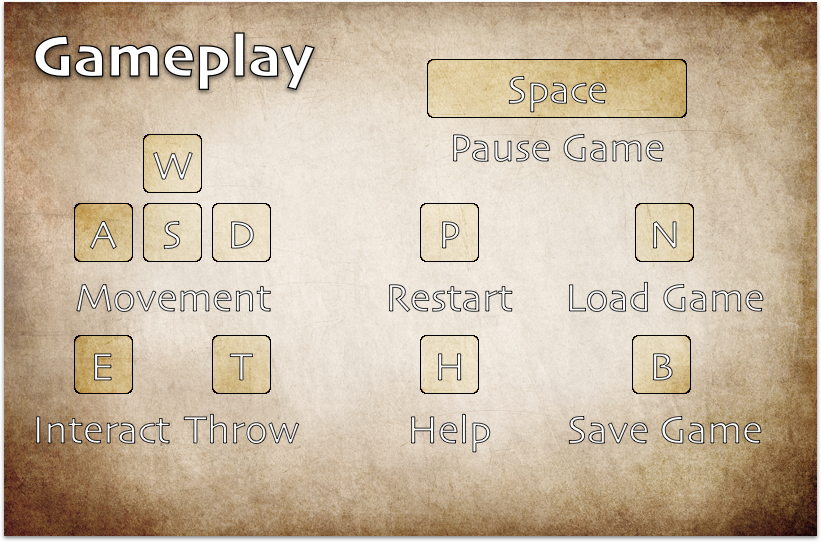 Gameplay
Space
Pause Game
W
A S D
Movement
P
Restart
N
Load Game
E
Interact
T
Throw
H
Help
B
Save Game